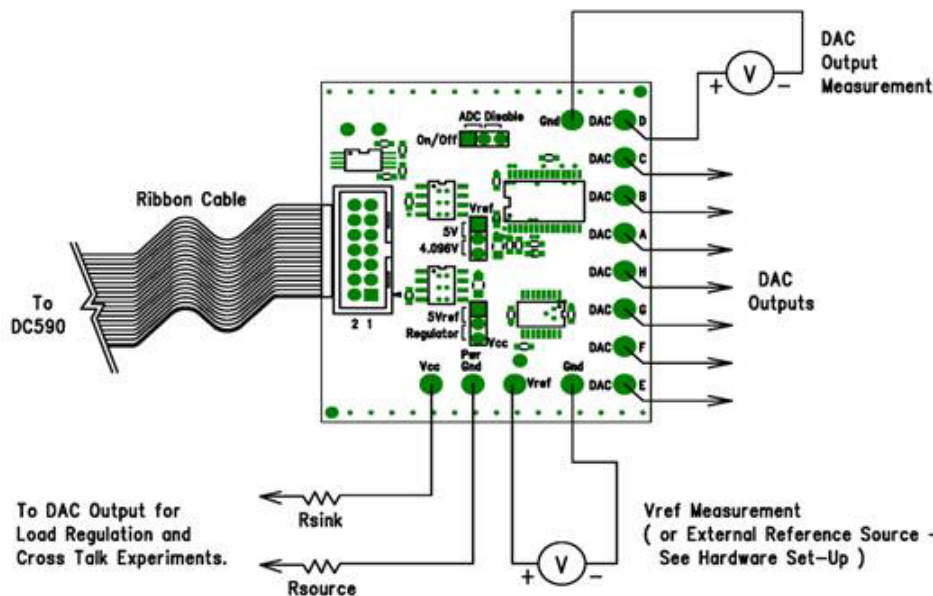 DAC
Output
Measurement
+ V -
ADC Disable
On/Off
Gnd
DAC D
DAC C
DAC B
DAC A
DAC H
DAC G
DAC F
DAC E
DAC
Outputs
Ribbon Cable
To
DC590
2 1
Vref
5V
4.096V
5Vref
Regulator
Vcc
Vcc
Pwr
Gnd
Vref
Gnd
To DAC Output for
Load Regulation and
Cross Talk Experiments.
Rsink
Rsource
+ V -
Vref Measurement
( or External Reference Source -
See Hardware Set-Up )